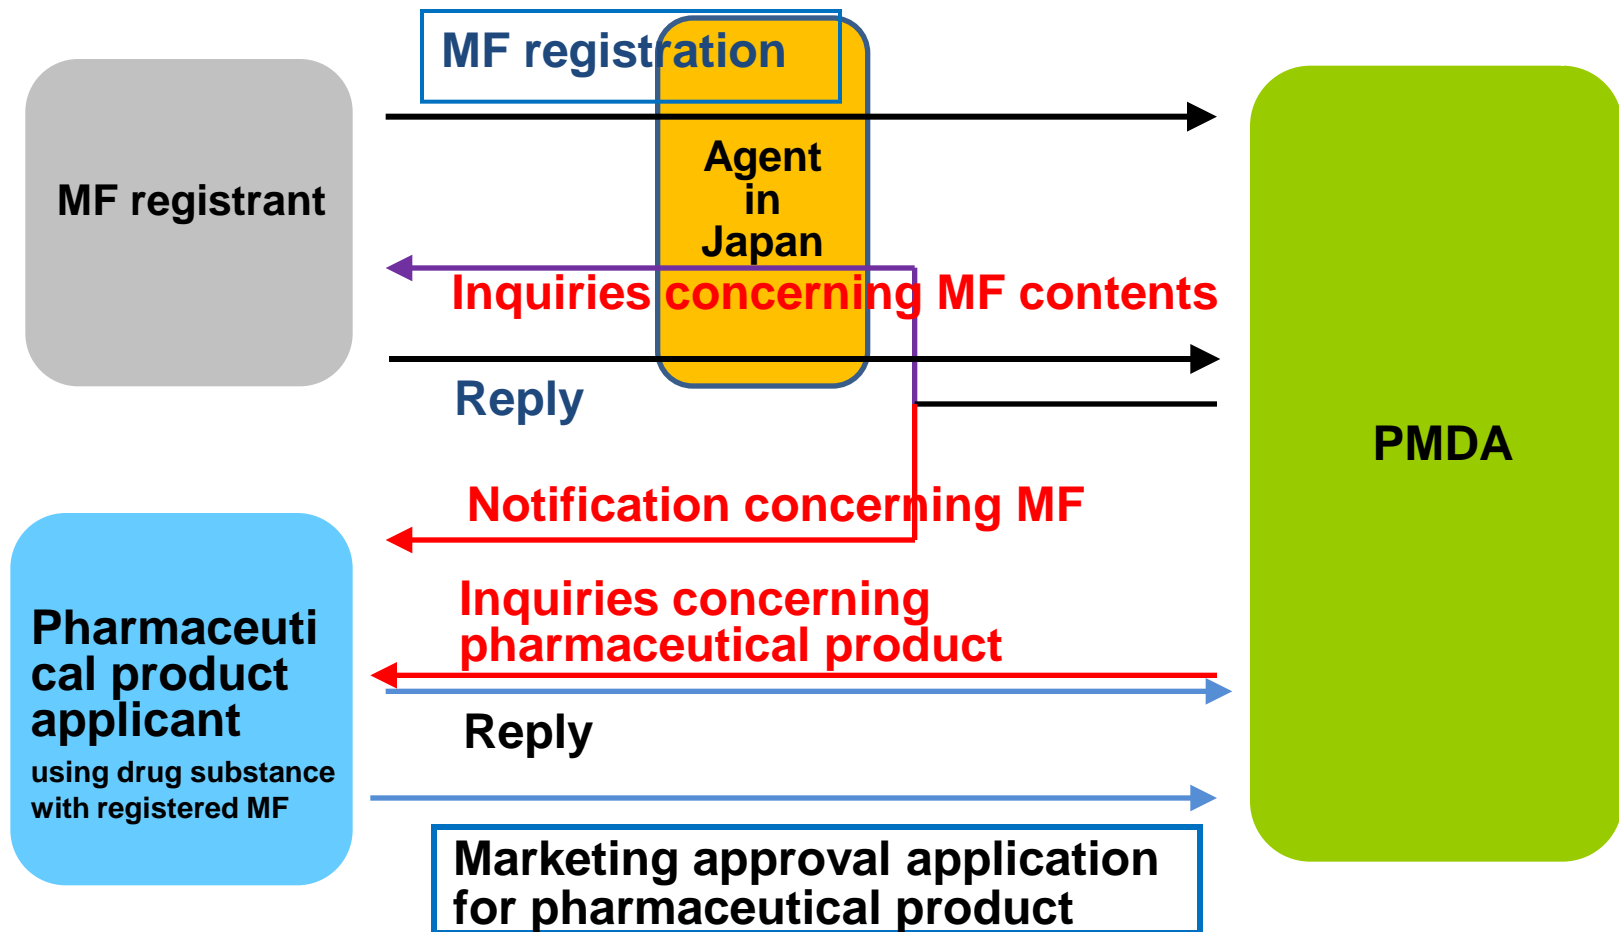 MF registration
MF registrant
Agent
in
Japan
Inquiries concerning MF contents
Reply
PMDA
Notification concerning MF
Inquiries concerning
pharmaceutical product
Pharmaceuti
cal product
applicant
using drug substance
with registered MF
Reply
Marketing approval application
for pharmaceutical product